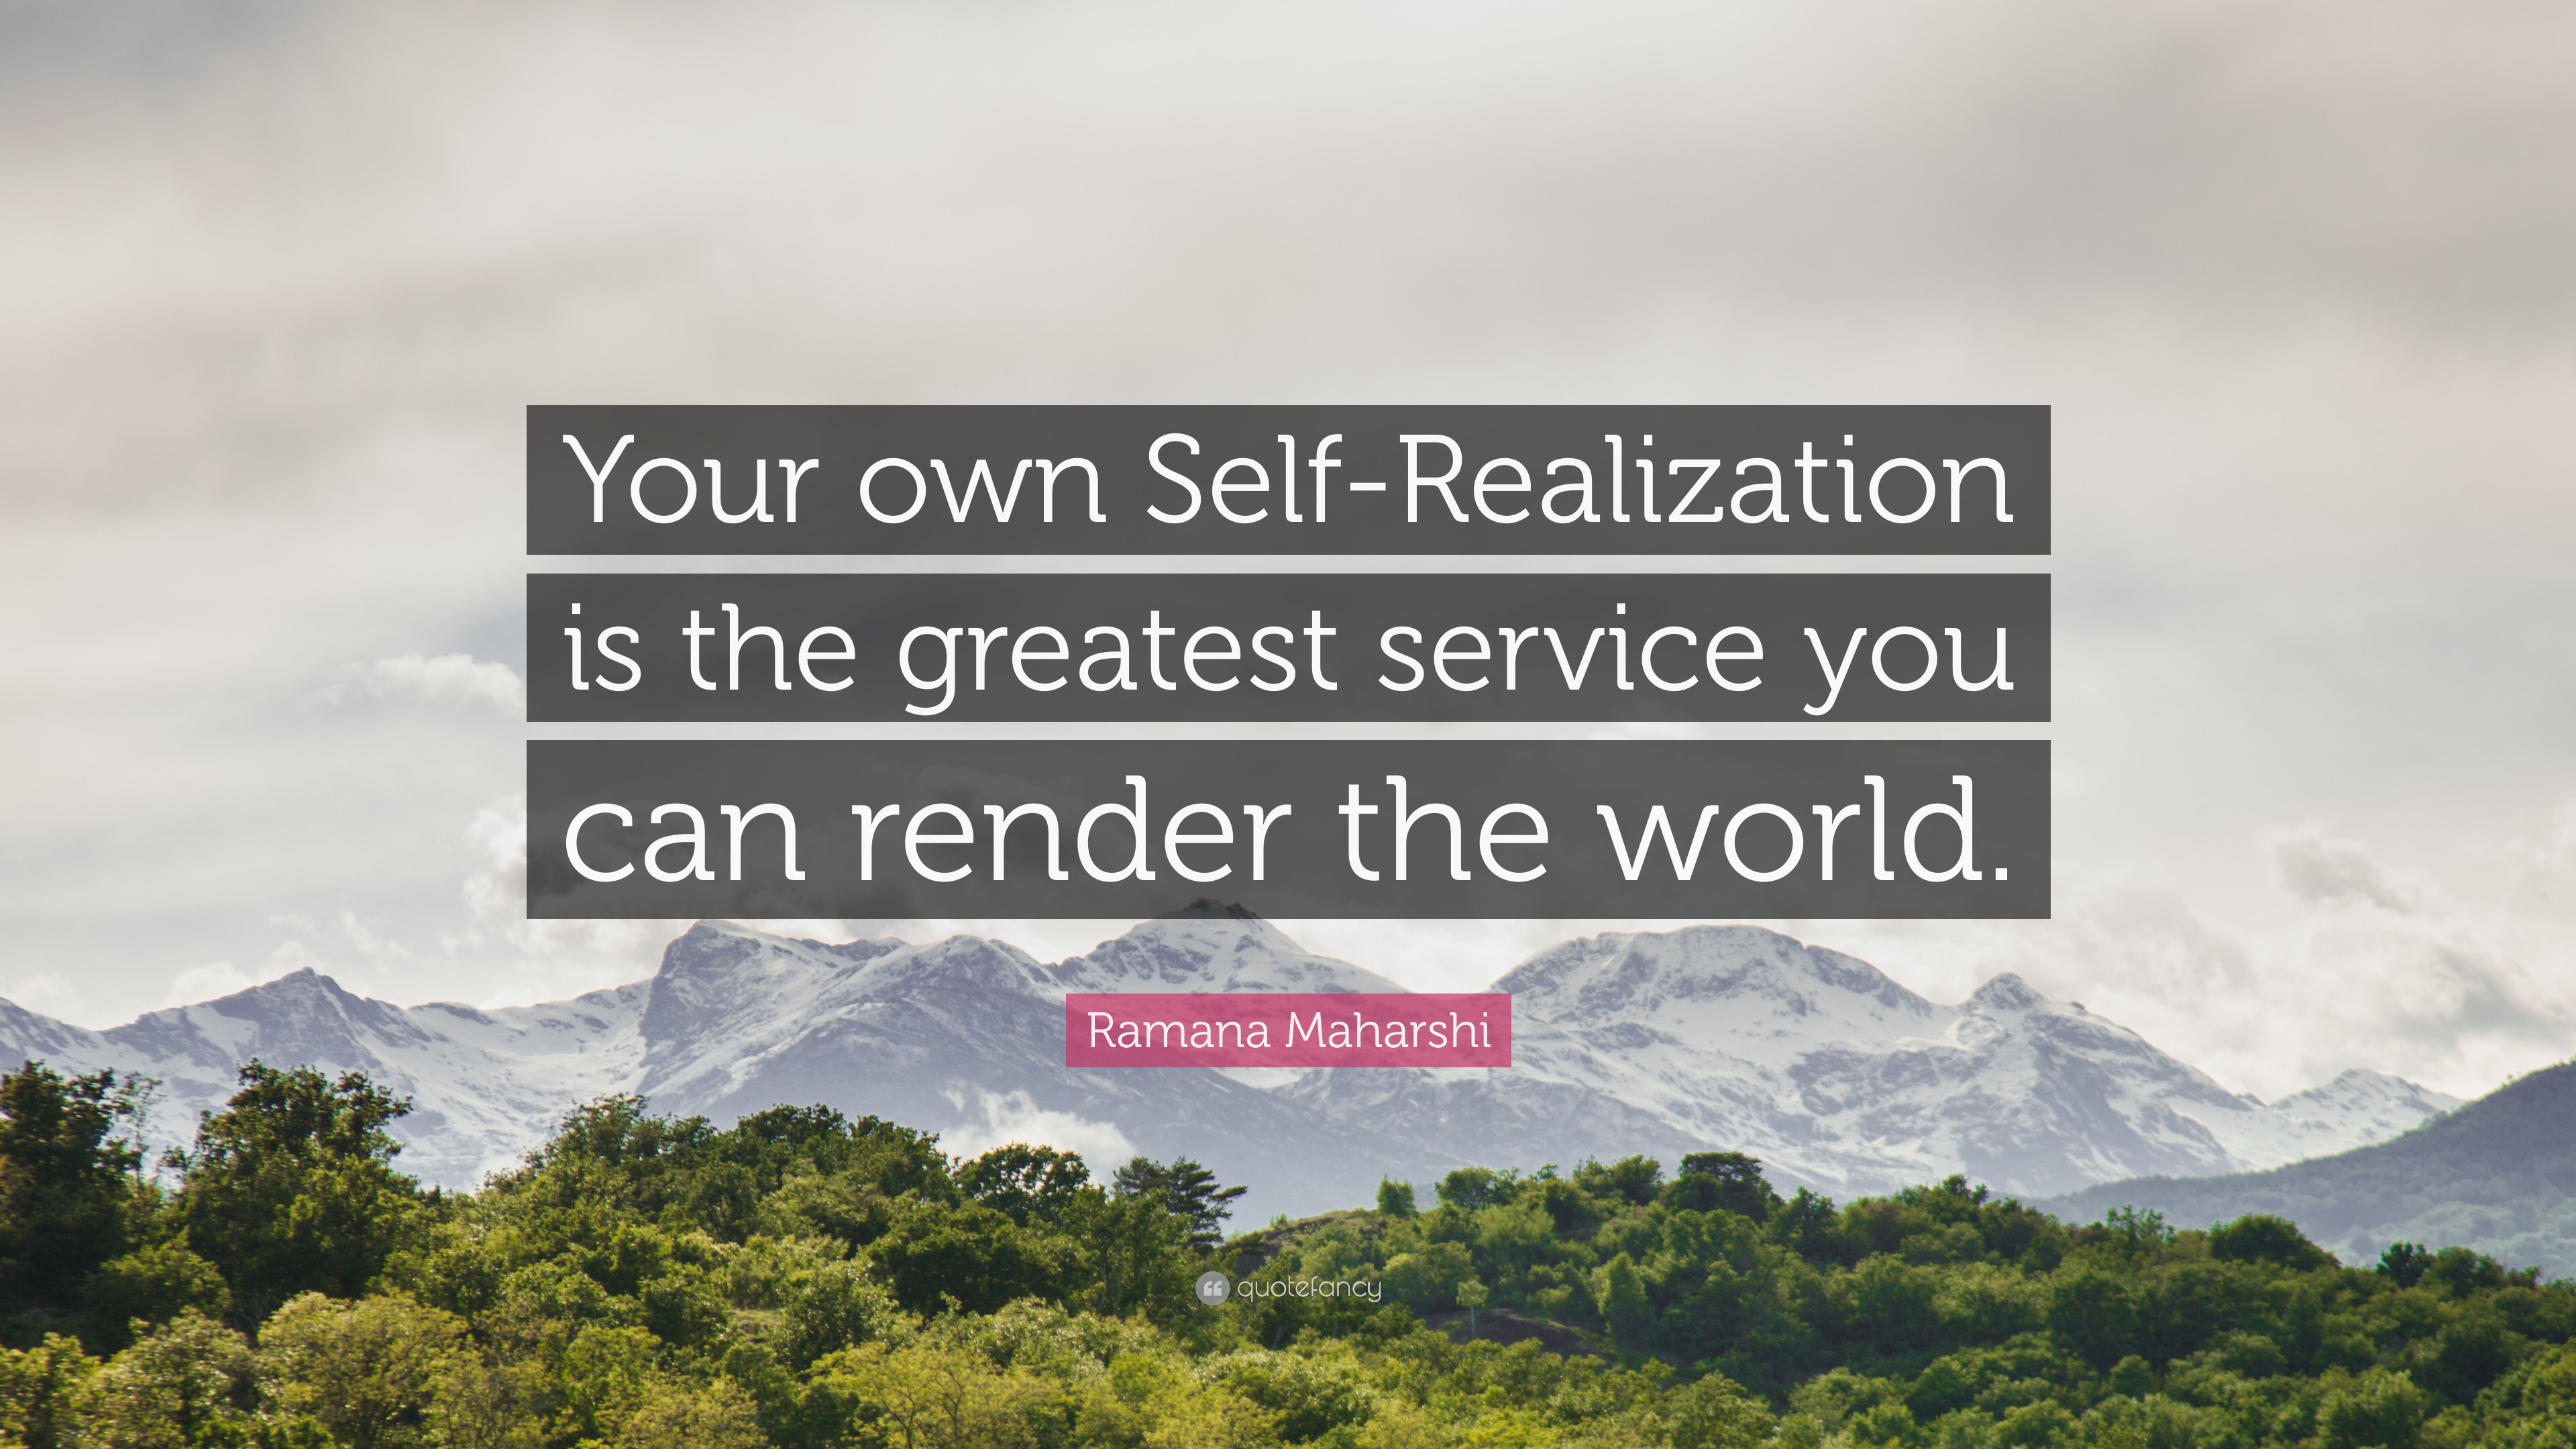 Your own Self-Realization
is the greatest service you
can render the world.
Ramana Maharshi
quotefancy